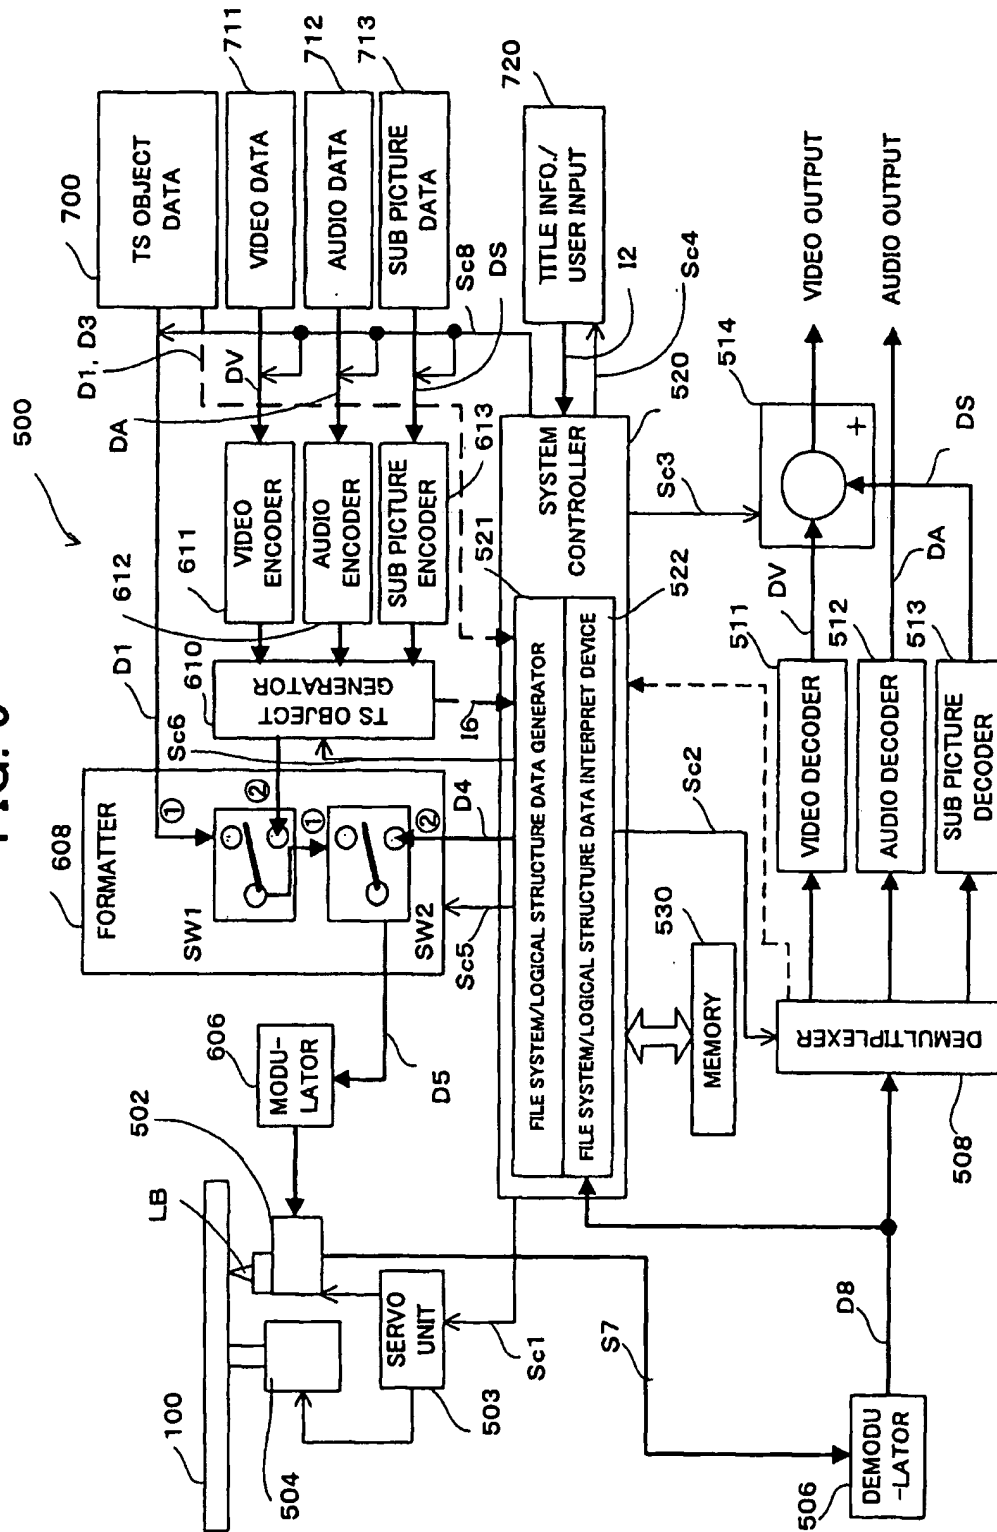 500
100
LB
502
504
SERVO
UNIT
503
Sc1
S7
606
MODU-
LATOR
D5
608
FORMATTER
①
②
SW1
①
②
SW2
Sc5
D4
D1
Sc6
610
TS OBJECT
GENERATOR
I6
612
611
VIDEO
ENCODER
AUDIO
ENCODER
SUB PICTURE
ENCODER
613
D1, D3
DV
DA
DS
Sc8
700
TS OBJECT
DATA
711
VIDEO DATA
712
AUDIO DATA
713
SUB PICTURE
DATA
720
TITLE INFO./
USER INPUT
I2
Sc4
520
SYSTEM
CONTROLLER
521
FILE SYSTEM/LOGICAL STRUCTURE DATA GENERATOR
522
FILE SYSTEM/LOGICAL STRUCTURE DATA INTERPRET DEVICE
530
MEMORY
Sc2
Sc3
506
DEMODU
-LATOR
D8
508
DEMULTIPLEXER
511
VIDEO DECODER
512
AUDIO DECODER
513
SUB PICTURE
DECODER
DV
DA
DS
514
+
VIDEO OUTPUT
AUDIO OUTPUT